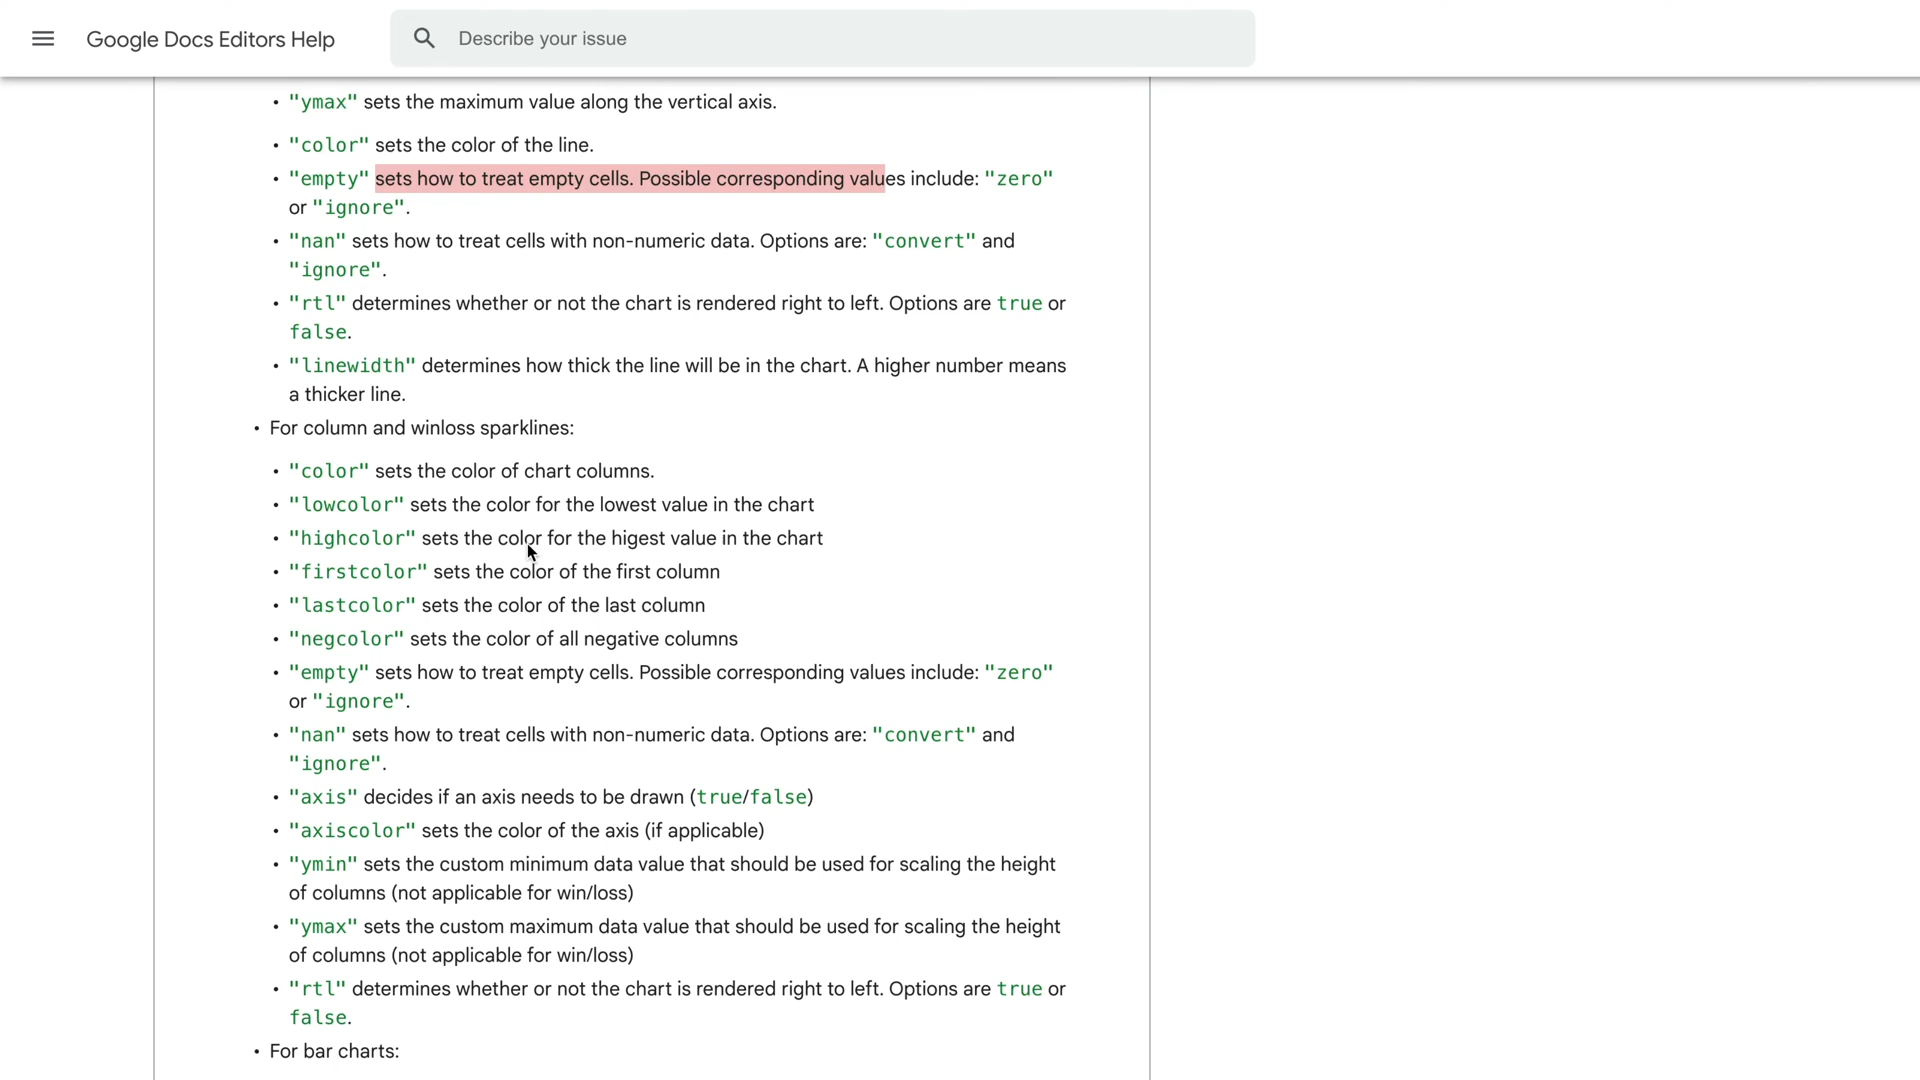 Google Docs Editors Help
Describe your issue
• "ymax" sets the maximum value along the vertical axis.
• "color" sets the color of the line.
• "empty" sets how to treat empty cells. Possible corresponding values include: "zero"
or "ignore".
• "nan" sets how to treat cells with non-numeric data. Options are: "convert" and
"ignore".
• "rtl" determines whether or not the chart is rendered right to left. Options are true or
false.
• "linewidth" determines how thick the line will be in the chart. A higher number means
a thicker line.
• For column and winloss sparklines:
• "color" sets the color of chart columns.
• "lowcolor" sets the color for the lowest value in the chart
• "highcolor" sets the color for the higest value in the chart
• "firstcolor" sets the color of the first column
• "lastcolor" sets the color of the last column
• "negcolor" sets the color of all negative columns
• "empty" sets how to treat empty cells. Possible corresponding values include: "zero"
or "ignore".
• "nan" sets how to treat cells with non-numeric data. Options are: "convert" and
"ignore".
• "axis" decides if an axis needs to be drawn (true/false)
• "axiscolor" sets the color of the axis (if applicable)
• "ymin" sets the custom minimum data value that should be used for scaling the height
of columns (not applicable for win/loss)
• "ymax" sets the custom maximum data value that should be used for scaling the height
of columns (not applicable for win/loss)
• "rtl" determines whether or not the chart is rendered right to left. Options are true or
false.
• For bar charts: